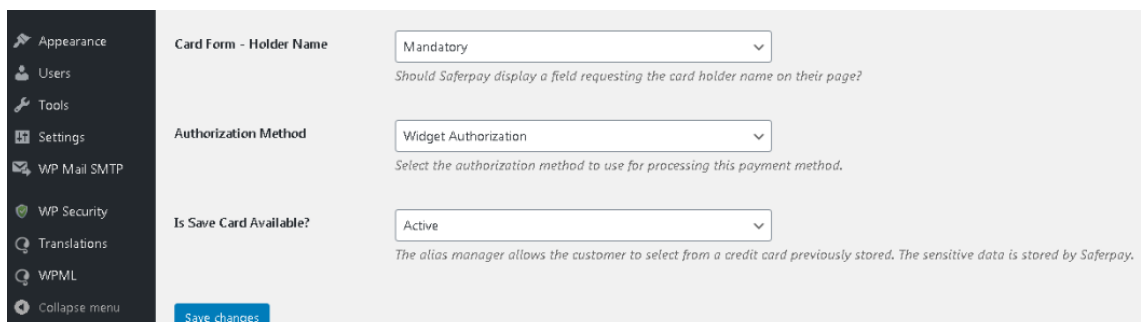 Appearance
Users
Tools
Settings
WP Mail SMTP
WP Security
Translations
WPML
Collapse menu
Card Form - Holder Name
Mandatory
Should Saferpay display a field requesting the card holder name on their page?
Authorization Method
Widget Authorization
Select the authorization method to use for processing this payment method.
Is Save Card Available?
Active
The alias manager allows the customer to select from a credit card previously stored. The sensitive data is stored by Saferpay.
Save changes